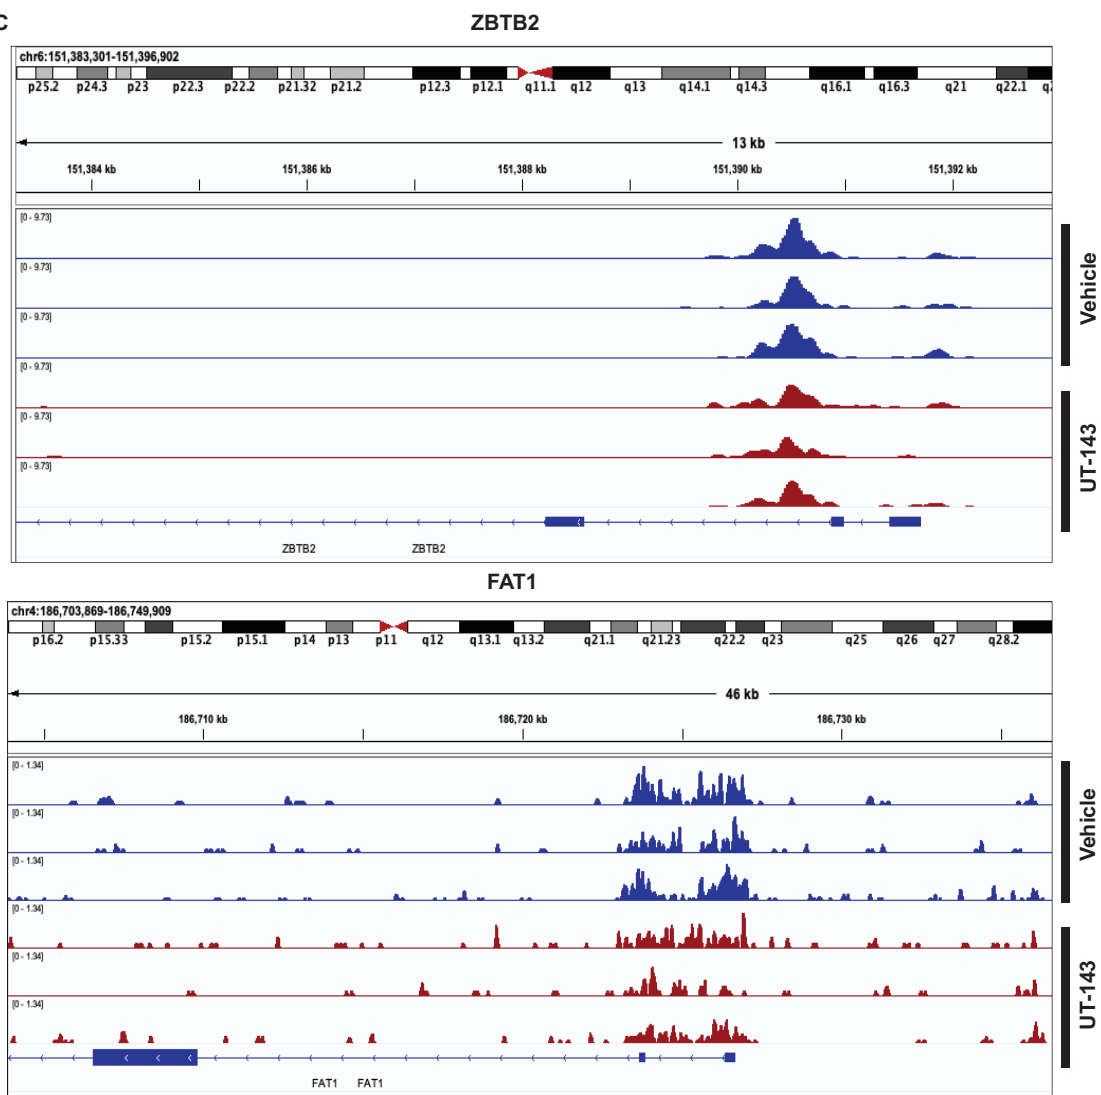 C
ZBTB2
chr6:151,383,301-151,396,902
p25.2 p24.3 p23 p22.3 p22.2 p21.32 p21.2 p12.3 p12.1 q11.1 q12 q13 q14.1 q14.3 q16.1 q16.3 q21 q22.1
13 kb
151,384 kb 151,386 kb 151,388 kb 151,390 kb 151,392 kb
[0 - 9.73]
[0 - 9.73]
[0 - 9.73]
Vehicle
[0 - 9.73]
[0 - 9.73]
[0 - 9.73]
UT-143
ZBTB2 ZBTB2
FAT1
chr4:186,703,869-186,749,909
p16.2 p15.33 p15.2 p15.1 p14 p13 p11 q12 q13.1 q13.2 q21.1 q21.23 q22.2 q23 q25 q26 q27 q28.2
46 kb
186,710 kb 186,720 kb 186,730 kb
[0 - 1.34]
[0 - 1.34]
[0 - 1.34]
Vehicle
[0 - 1.34]
[0 - 1.34]
[0 - 1.34]
UT-143
FAT1 FAT1